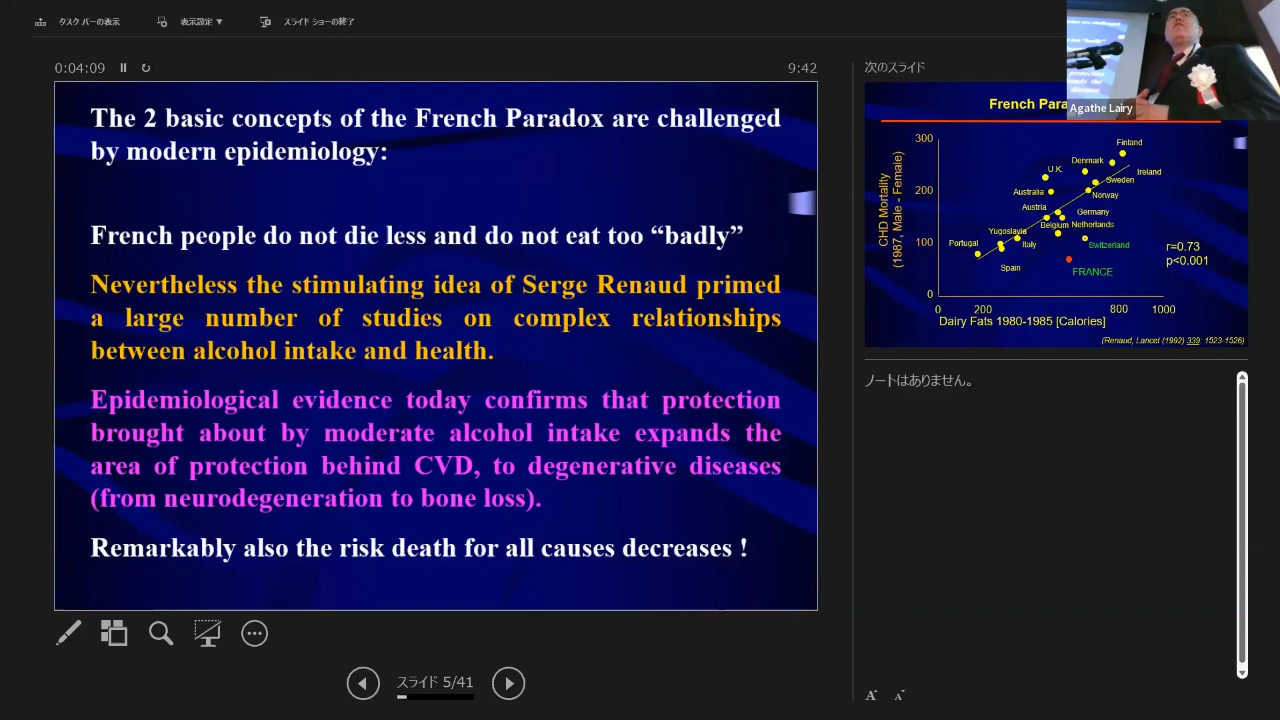 タスク バーの表示
表示設定 ▼
スライド ショーの終了
0:04:09
9:42
The 2 basic concepts of the French Paradox are challenged
by modern epidemiology:
French people do not die less and do not eat too “badly”
Nevertheless the stimulating idea of Serge Renaud primed
a large number of studies on complex relationships
between alcohol intake and health.
Epidemiological evidence today confirms that protection
brought about by moderate alcohol intake expands the
area of protection behind CVD, to degenerative diseases
(from neurodegeneration to bone loss).
Remarkably also the risk death for all causes decreases !
スライド 5/41
次のスライド
Agathe Lairy
French Para
CHD Mortality
(1987, Male - Female)
300
200
100
0
Finland
Denmark
Ireland
U.K.
Sweden
Australia
Norway
Austria
Germany
Belgium
Netherlands
Yugoslavia
Portugal
Italy
Switzerland
Spain
FRANCE
r=0.73
p<0.001
0
200
800
1000
Dairy Fats 1980-1985 [Calories]
(Renaud, Lancet (1992) 339: 1523-1526)
ノートはありません。
A
A